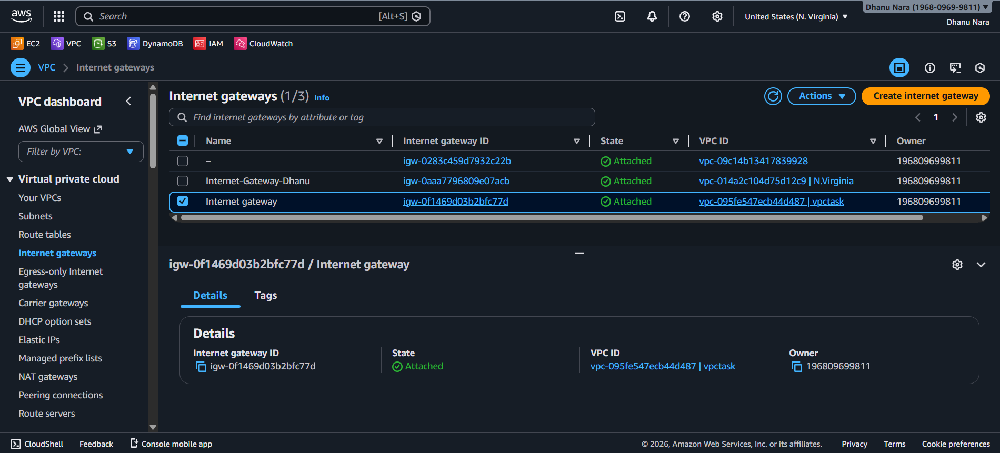 aws
Search [Alt+S]
United States (N. Virginia)
Dhanu Nara (1968-0969-9811)
Dhanu Nara
EC2 VPC S3 DynamoDB IAM CloudWatch
VPC Internet gateways
VPC dashboard
AWS Global View
Filter by VPC:
Virtual private cloud
Your VPCs
Subnets
Route tables
Internet gateways
Egress-only Internet
gateways
Carrier gateways
DHCP option sets
Elastic IPs
Managed prefix lists
NAT gateways
Peering connections
Route servers
Internet gateways (1/3) Info
Actions
Create internet gateway
Find internet gateways by attribute or tag
1
Name Internet gateway ID State VPC ID Owner
– igw-0283c459d7932c22b Attached vpc-09c14b13417839928 196809699811
Internet-Gateway-Dhanu igw-0aaa7796809e07acb Attached vpc-014a2c104d75d12c9 | N.Virginia 196809699811
Internet gateway igw-0f1469d03b2bfc77d Attached vpc-095fe547ecb44d487 | vpctask 196809699811
igw-0f1469d03b2bfc77d / Internet gateway
Details Tags
Details
Internet gateway ID State VPC ID Owner
igw-0f1469d03b2bfc77d Attached vpc-095fe547ecb44d487 | vpctask 196809699811
CloudShell Feedback Console mobile app © 2026, Amazon Web Services, Inc. or its affiliates. Privacy Terms Cookie preferences